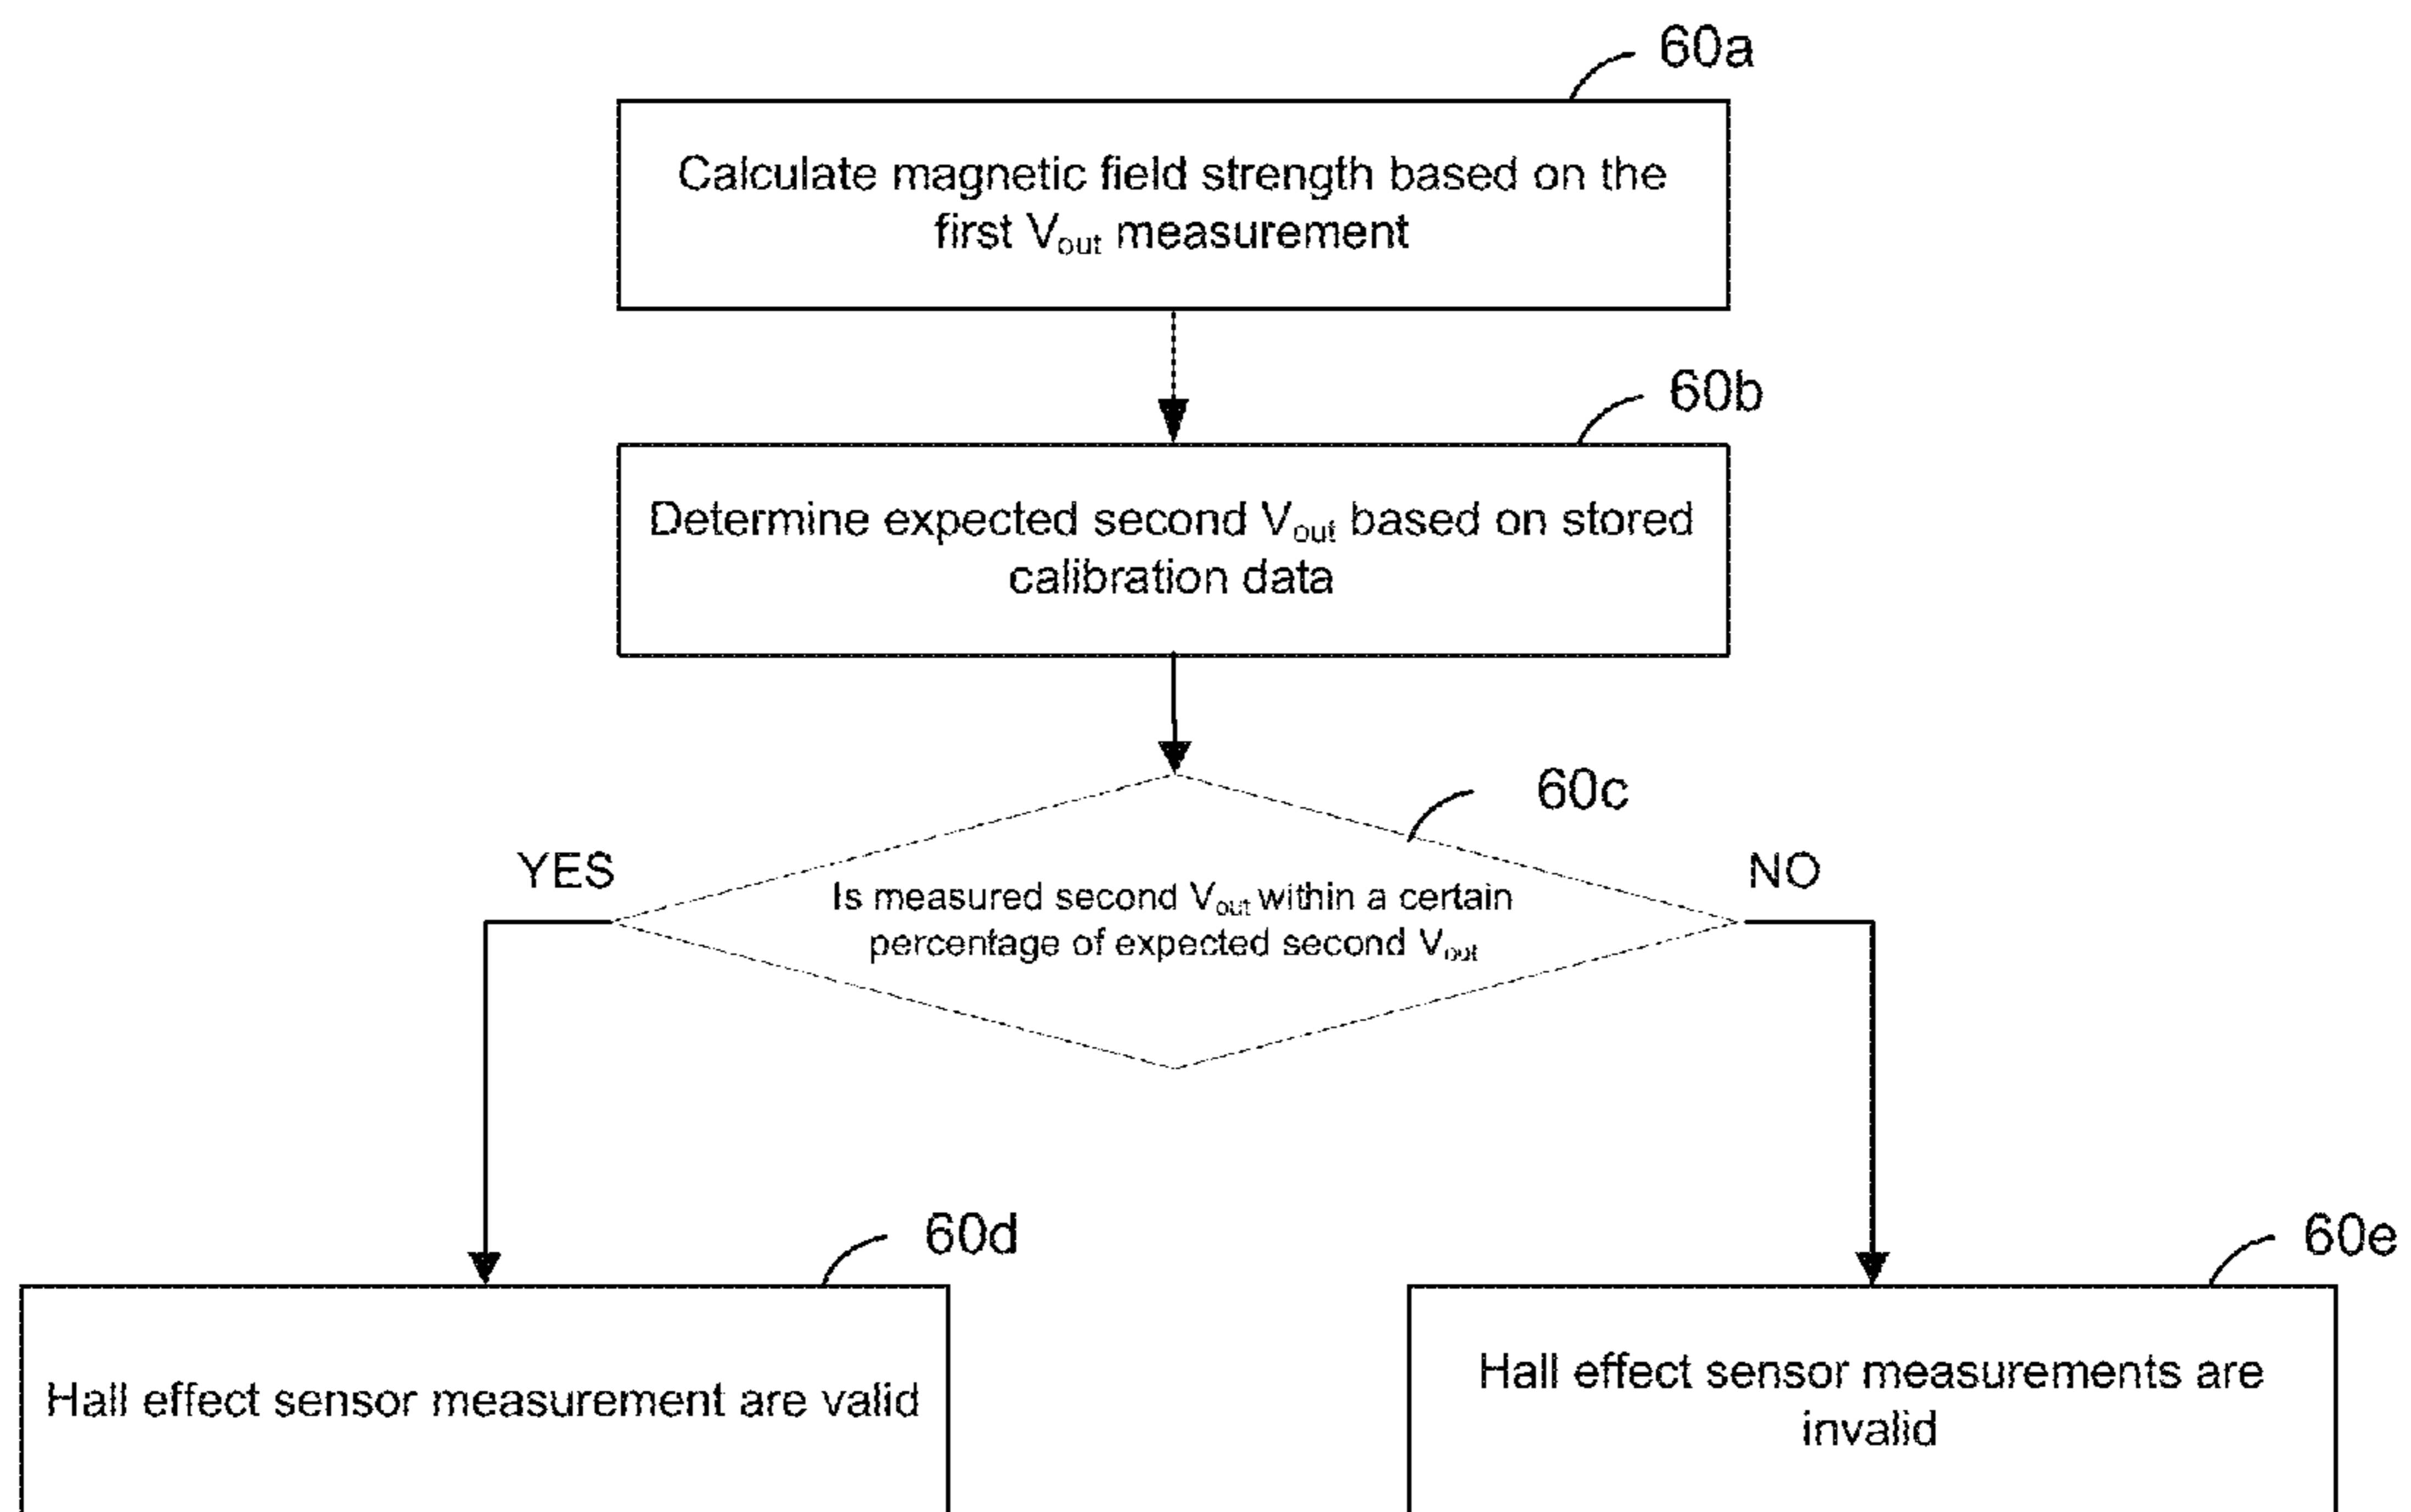 60a
Calculate magnetic field strength based on the
first Vout measurement
60b
Determine expected second Vout based on stored
calibration data
60c
YES
NO
Is measured second Vout within a certain
percentage of expected second Vout
60d
60e
Hall effect sensor measurement are valid
Hall effect sensor measurements are
invalid